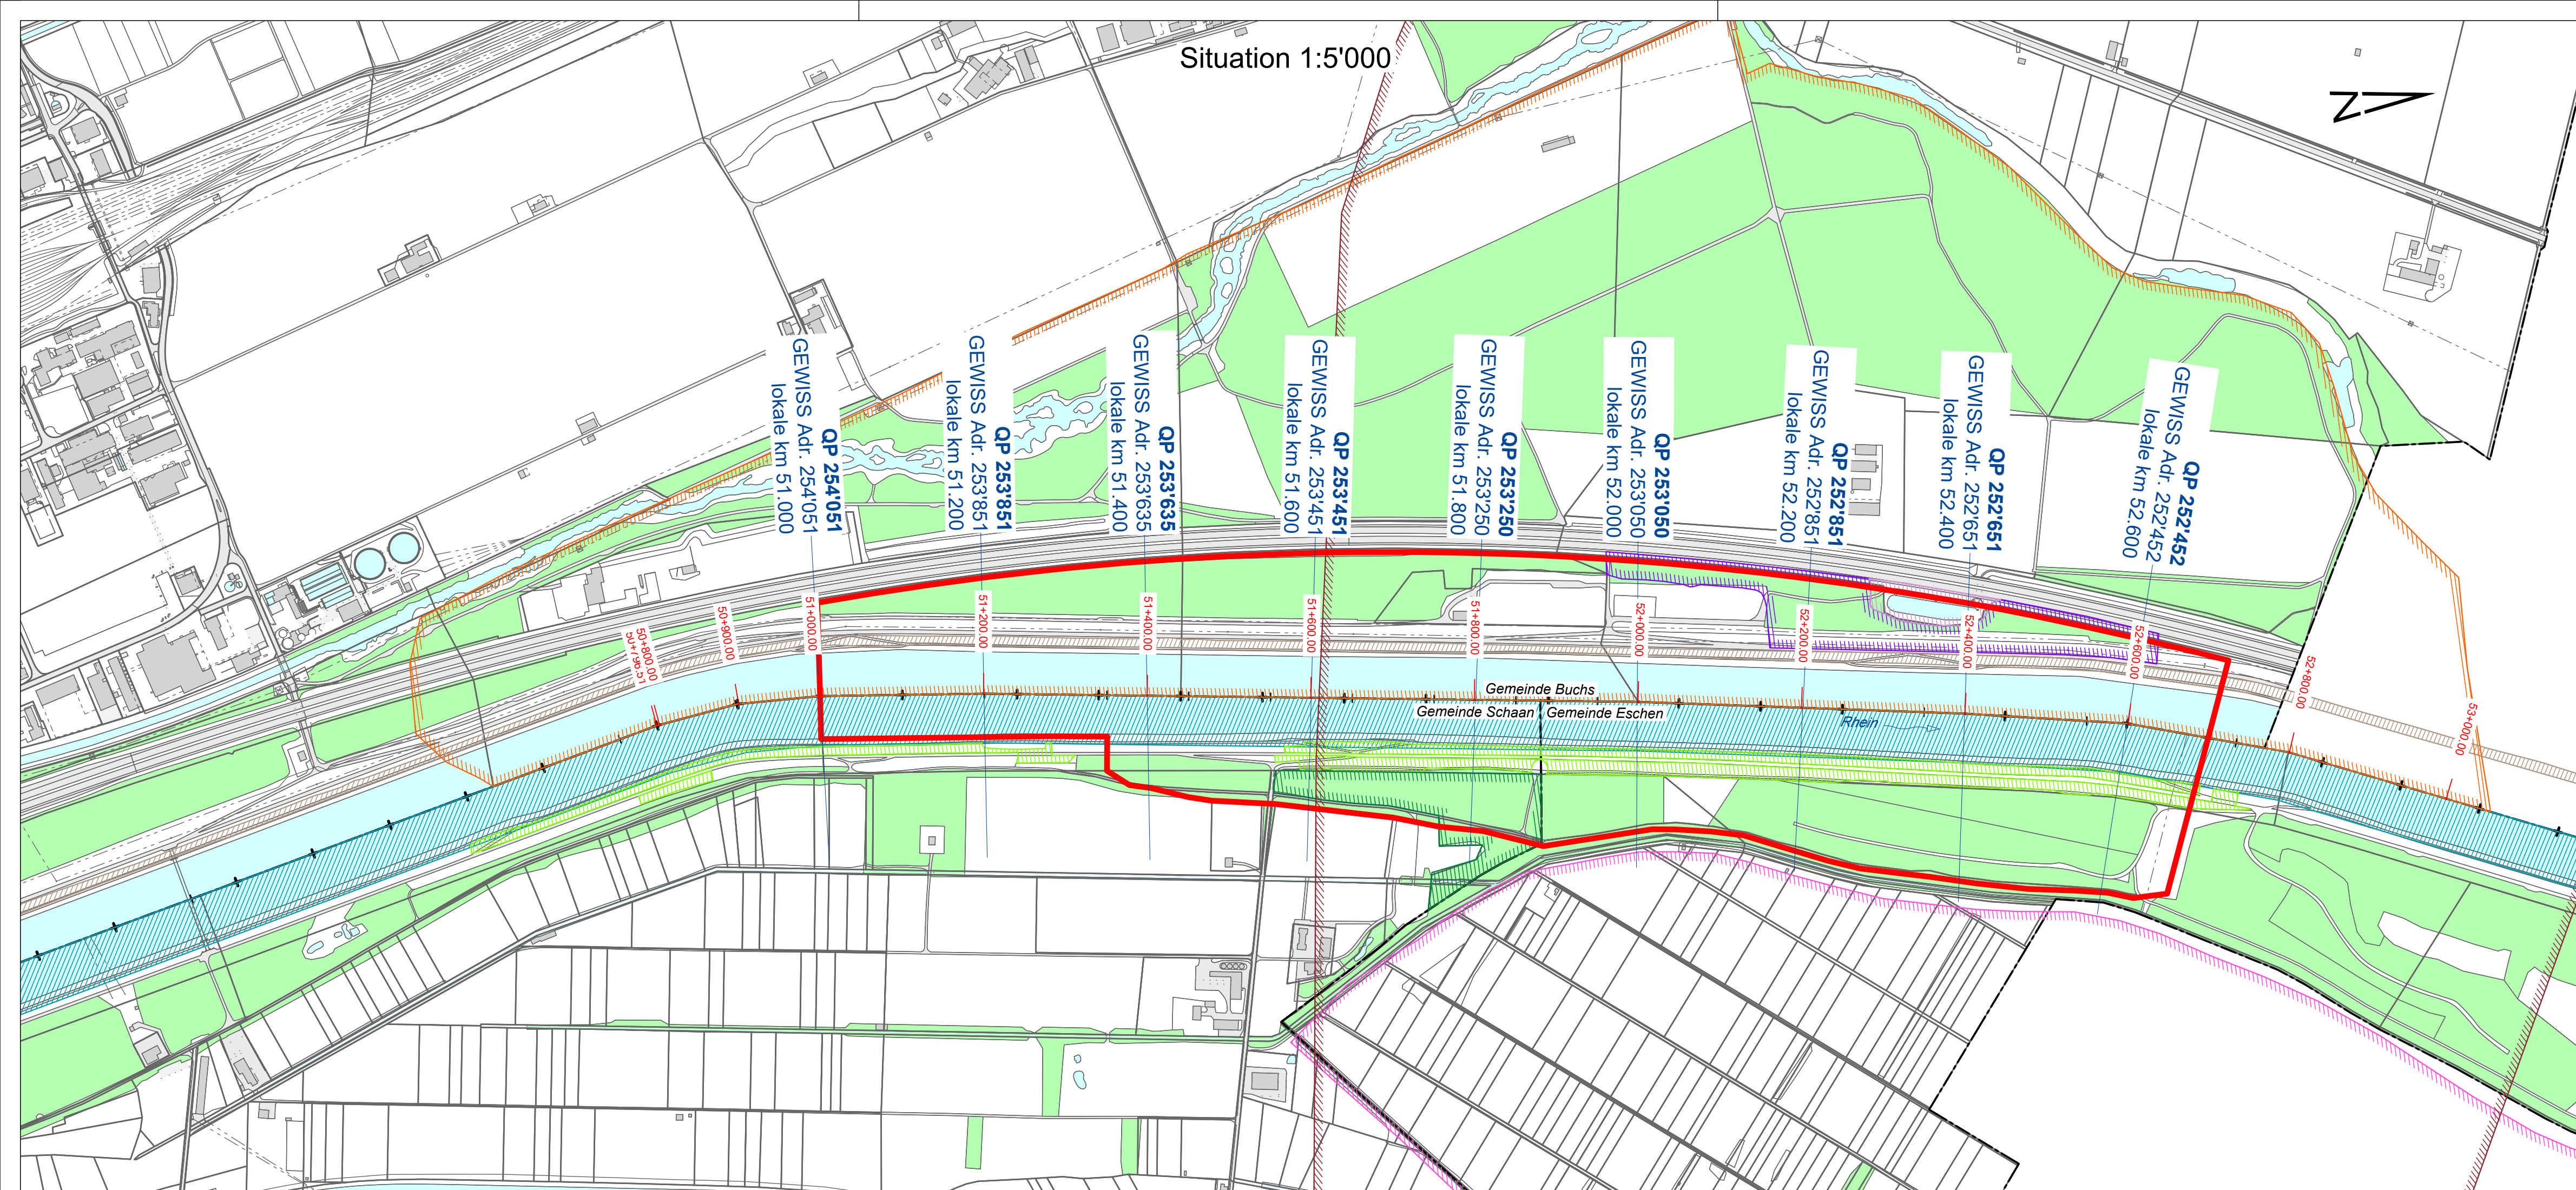 Situation 1:5'000
N
QP 254'051
GEWISS Adr. 254'051
lokale km 51.000
QP 253'851
GEWISS Adr. 253'851
lokale km 51.200
QP 253'635
GEWISS Adr. 253'635
lokale km 51.400
QP 253'451
GEWISS Adr. 253'451
lokale km 51.600
QP 253'250
GEWISS Adr. 253'250
lokale km 51.800
QP 253'050
GEWISS Adr. 253'050
lokale km 52.000
QP 252'851
GEWISS Adr. 252'851
lokale km 52.200
QP 252'651
GEWISS Adr. 252'651
lokale km 52.400
QP 252'452
GEWISS Adr. 252'452
lokale km 52.600
50+800.00
50+900.00
51+000.00
51+200.00
51+400.00
51+600.00
51+800.00
52+000.00
52+200.00
52+400.00
52+600.00
52+800.00
53+000.00
Gemeinde Buchs
Gemeinde Schaan
Gemeinde Eschen
Rhein